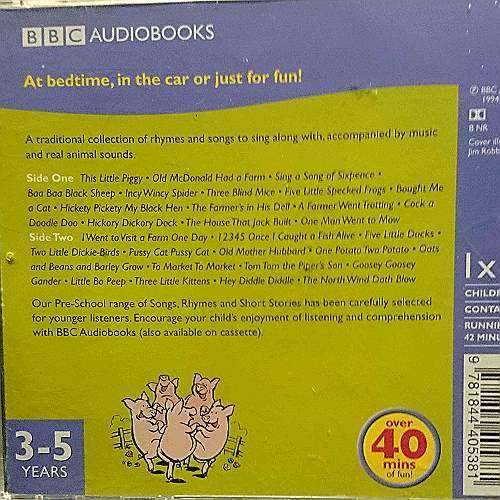 BBC AUDIOBOOKS
At bedtime, in the car or just for fun!
A traditional collection of rhymes and songs to sing along with, accompanied by music
and real animal sounds.
Side One This Little Piggy • Old McDonald Had a Farm • Sing a Song of Sixpence •
Baa Baa Black Sheep • Incy Wincy Spider • Three Blind Mice • Five Little Speckled Frogs • Bought Me
a Cat • Hickety Pickety My Black Hen • The Farmer's in His Dell • A Farmer Went Trotting • Cock a
Doodle Doo • Hickory Dickory Dock • The House That Jack Built • One Man Went to Mow
Side Two I Went to Visit a Farm One Day • 12345 Once I Caught a Fish Alive • Five Little Ducks •
Two Little Dickie-Birds • Pussy Cat Pussy Cat • Old Mother Hubbard • One Potato Two Potato • Oats
and Beans and Barley Grow • To Market To Market • Tom Tom the Piper's Son • Goosey Goosey
Gander • Little Bo Peep • Three Little Kittens • Hey Diddle Diddle • The North Wind Doth Blow
Our Pre-School range of Songs, Rhymes and Short Stories has been carefully selected
for younger listeners. Encourage your child's enjoyment of listening and comprehension
with BBC Audiobooks (also available on cassette).
3-5
YEARS
over
40
mins
of fun!
℗ BBC
1994
B NR
Cover ill
Jim Robb
1x
CHILDR
CONTA
RUNNIN
42 MINU
9 781844 405381